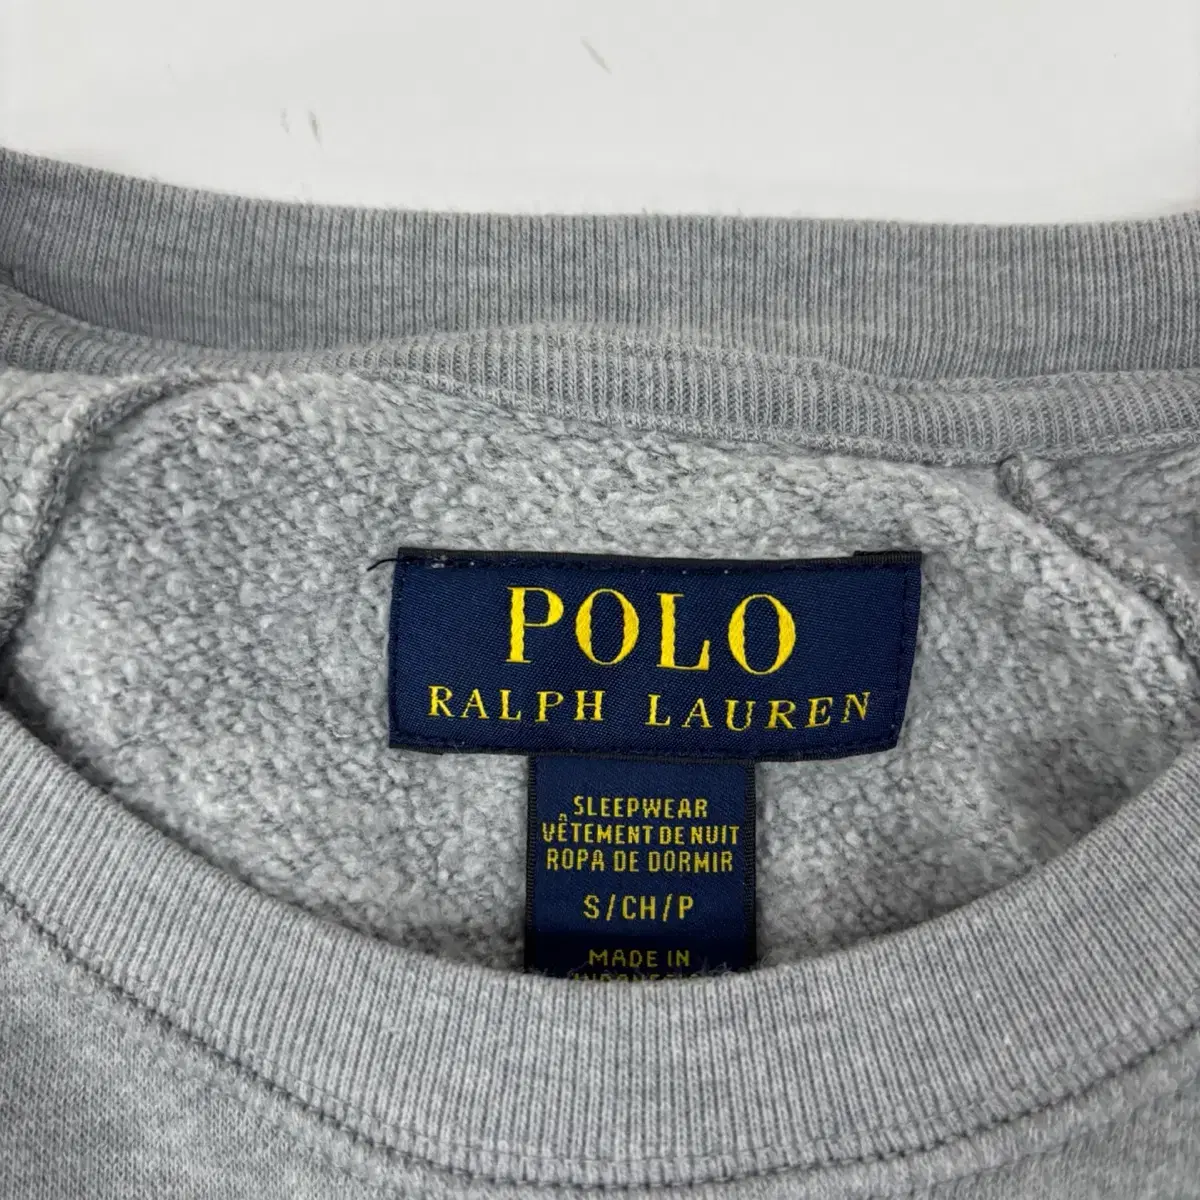 POLO
RALPH LAUREN
SLEEPWEAR
VÊTEMENT DE NUIT
ROPA DE DORMIR
S/CH/P
MADE IN